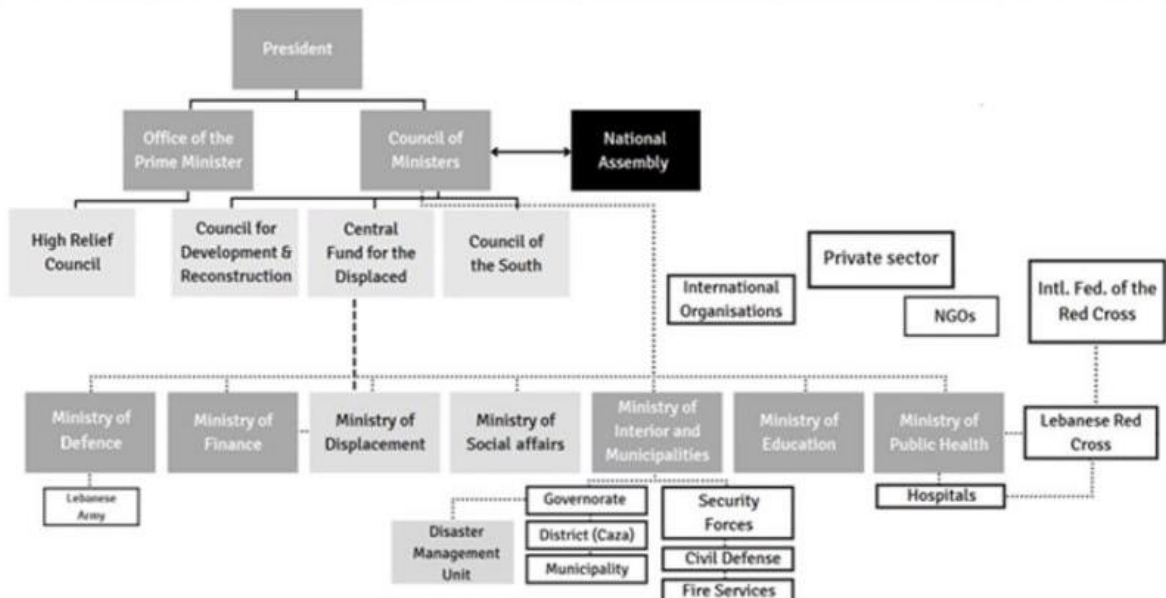 President
Office of the
Prime Minister
Council of
Ministers
National
Assembly
High Relief
Council
Council for
Development &
Reconstruction
Central
Fund for the
Displaced
Council of
the South
International
Organisations
Private sector
NGOs
Intl. Fed. of the
Red Cross
Ministry of
Defence
Ministry of
Finance
Ministry of
Displacement
Ministry of
Social affairs
Ministry of
Interior and
Municipalities
Ministry of
Education
Ministry of
Public Health
Lebanese Red
Cross
Lebanese
Army
Disaster
Management
Unit
Governorate
District (Caza)
Municipality
Security
Forces
Civil Defense
Fire Services
Hospitals